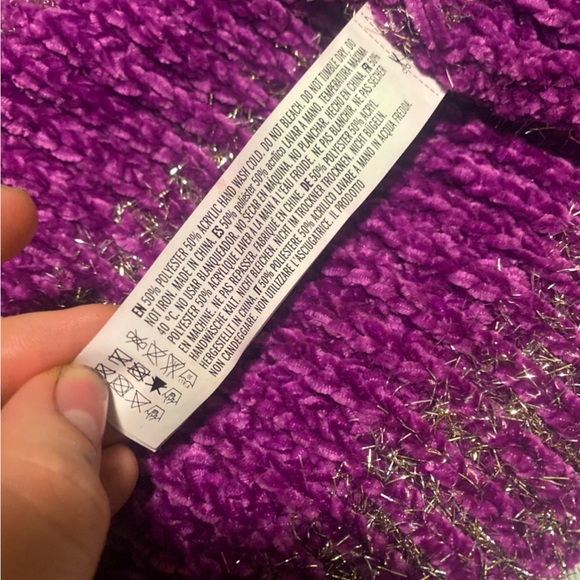 EN 50% POLYESTER 50% ACRYLIC HAND WASH COLD. DO NOT BLEACH. DO NOT TUMBLE DRY. DO
NOT IRON. MADE IN CHINA. ES 50% poliéster 50% acrílico LAVAR A MANO. TEMPERATURA MÁXIMA
40 °C. NO USAR BLANQUEADOR. NO SECAR EN MAQUINA. NO PLANCHAR. HECHO EN CHINA. FR 50%
POLYESTER 50% ACRYLIQUE LAVER A LA MAIN À L'EAU FROIDE. NE PAS BLANCHIR. NE PAS SECHER
EN MACHINE. NE PAS REPASSER. FABRIQUÉ EN CHINE. DE 50% POLYESTER 50% ACRYL
HANDWÄSCHE KALT. NICHT BLEICHEN. NICHT IM TROCKNER TROCKNEN. NICHT BÜGELN.
HERGESTELLT IN CHINA IT 50% POLIESTERE 50% ACRILICO LAVARE A MANO IN ACQUA FREDDA.
NON CANDEGGIARE. NON UTILIZZARE L'ASCIUGATRICE. IL PRODOTTO